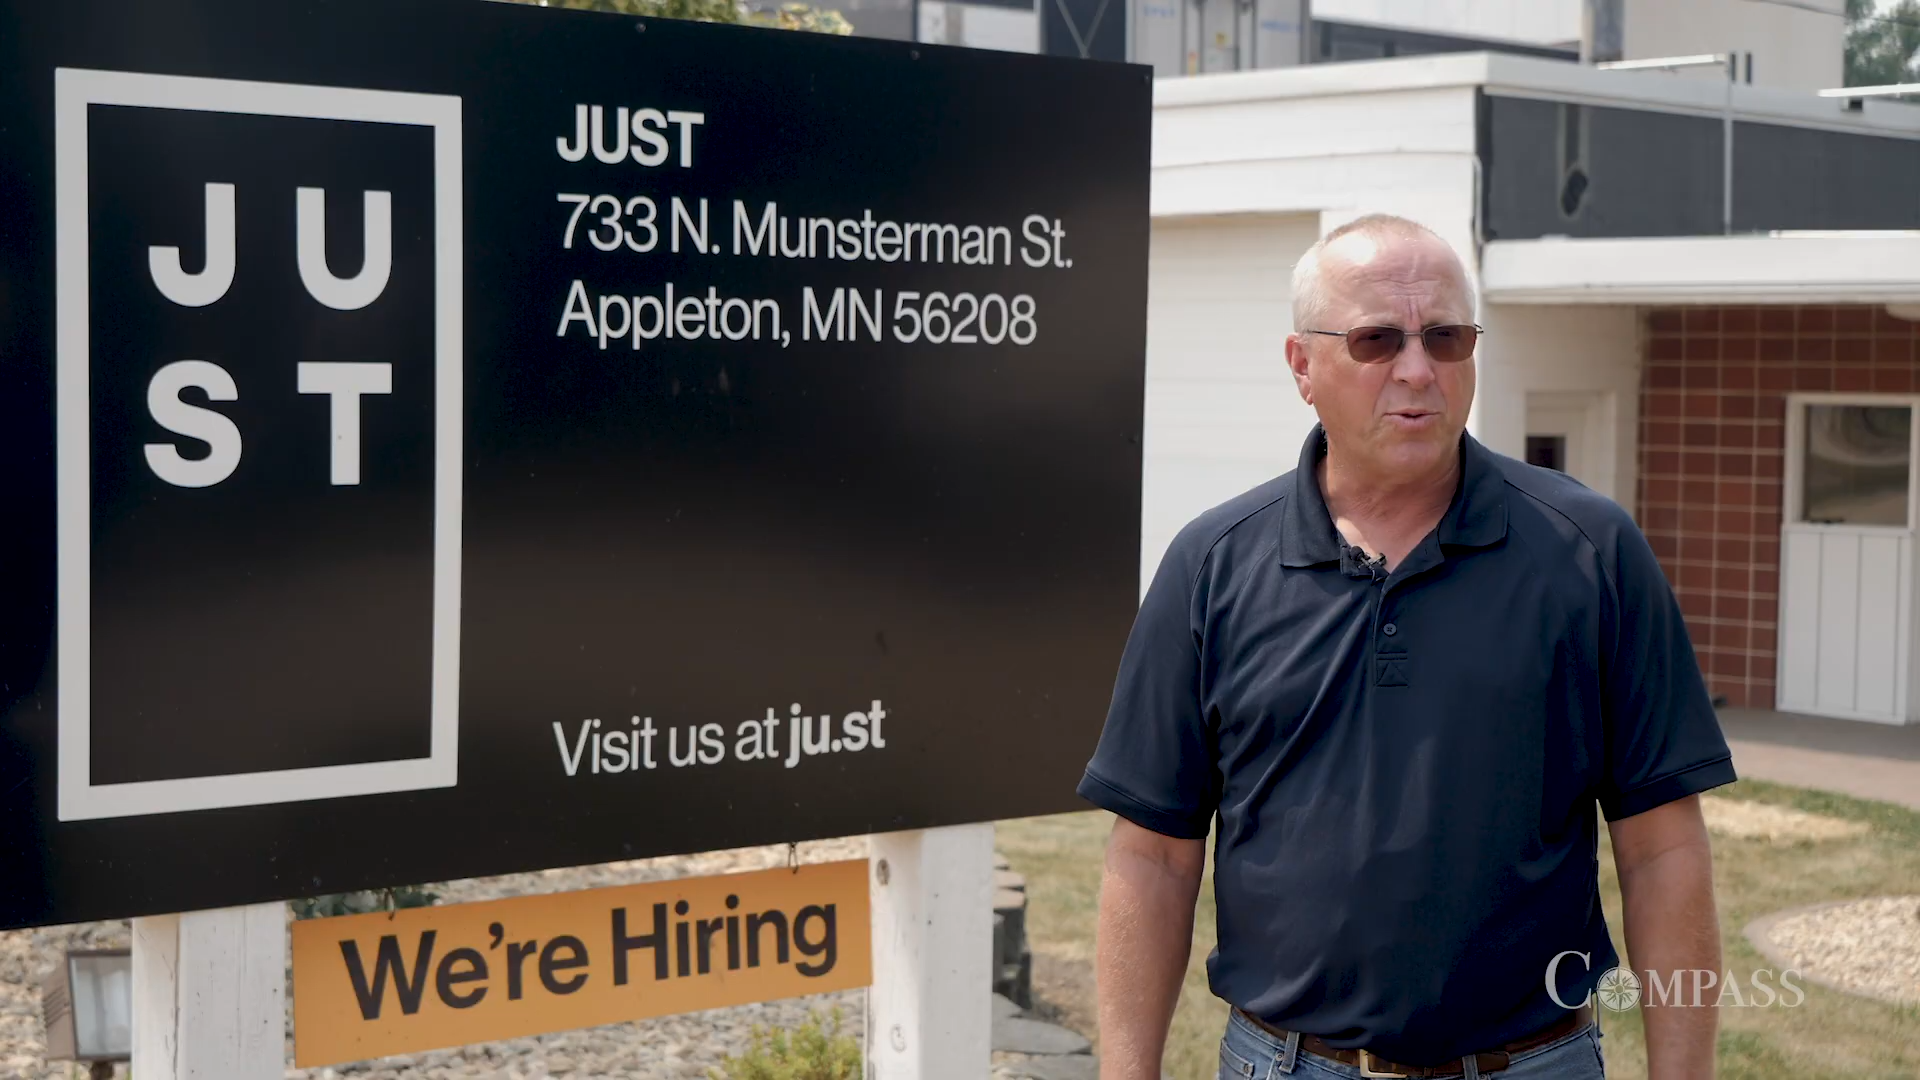 JU
ST
JUST
733 N. Munsterman St.
Appleton, MN 56208
Visit us at ju.st
We're Hiring
COMPASS